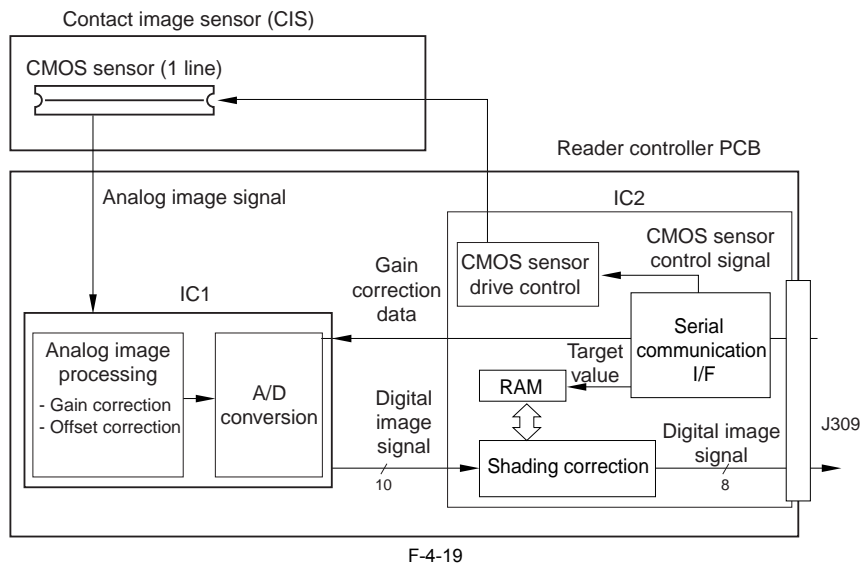 Contact image sensor (CIS)
CMOS sensor (1 line)
Reader controller PCB
Analog image signal
IC2
CMOS sensor
drive control
CMOS sensor
control signal
Gain
correction
data
IC1
Analog image
processing
- Gain correction
- Offset correction
A/D
conversion
Serial
communication
I/F
Target
value
RAM
Digital
image
signal
10
Shading correction
Digital image
signal
8
J309
F-4-19